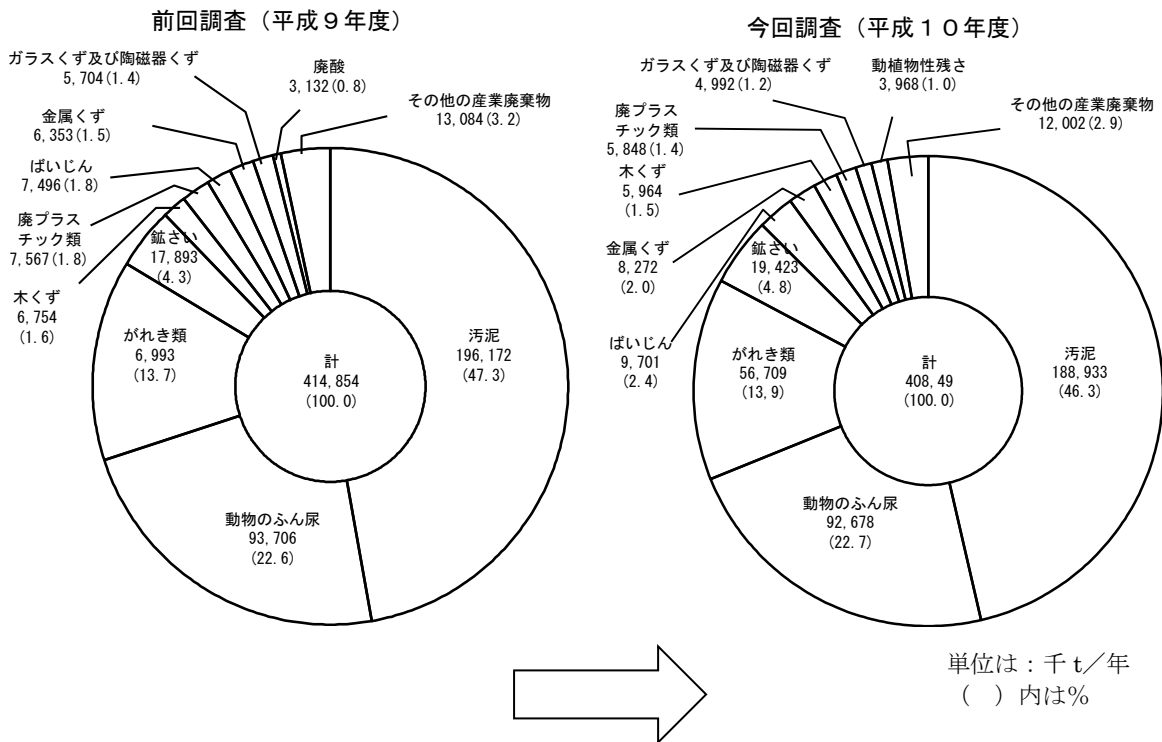 前回調査（平成９年度）
ガラスくず及び陶磁器くず
5,704(1.4)
廃酸
3,132(0.8)
その他の産業廃棄物
13,084(3.2)
金属くず
6,353(1.5)
ばいじん
7,496(1.8)
廃プラス
チック類
7,567(1.8)
鉱さい
17,893
(4.3)
木くず
6,754
(1.6)
がれき類
6,993
(13.7)
計
414,854
(100.0)
汚泥
196,172
(47.3)
動物のふん尿
93,706
(22.6)
今回調査（平成１０年度）
ガラスくず及び陶磁器くず
4,992(1.2)
動植物性残さ
3,968(1.0)
その他の産業廃棄物
12,002(2.9)
廃プラス
チック類
5,848(1.4)
木くず
5,964
(1.5)
金属くず
8,272
(2.0)
鉱さい
19,423
(4.8)
ばいじん
9,701
(2.4)
がれき類
56,709
(13,9)
計
408,49
(100.0)
汚泥
188,933
(46.3)
動物のふん尿
92,678
(22.7)
単位は：千 t／年
（　）内は%